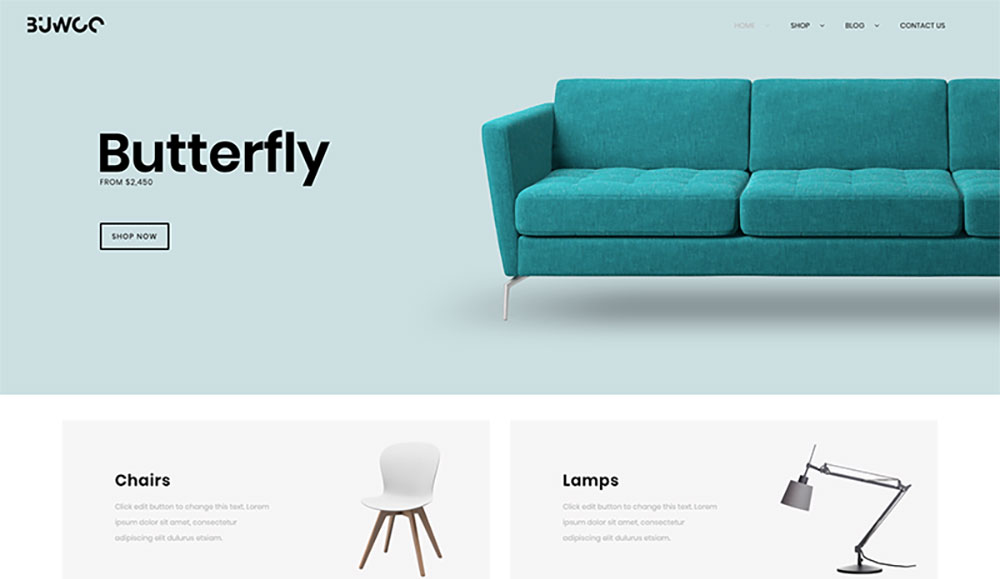 BUWOO
HOME
SHOP
BLOG
CONTACT US
Butterfly
FROM $2,450
SHOP NOW
Chairs
Click edit button to change this text. Lorem
ipsum dolor sit amet, consectetur
adipiscing elit dulurus etsiam.
Lamps
Click edit button to change this text. Lorem
ipsum dolor sit amet, consectetur
adipiscing elit dulurus etsiam.